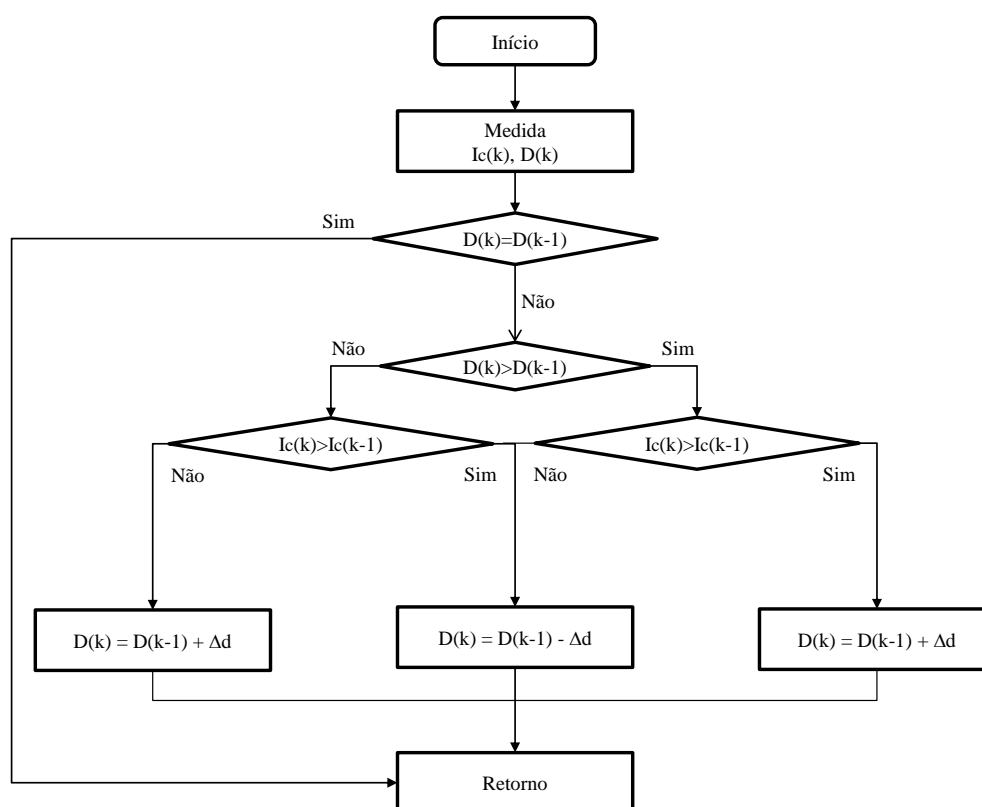 Início
Medida
Ic(k), D(k)
Sim
D(k)=D(k-1)
Não
Não
D(k)>D(k-1)
Sim
Ic(k)>Ic(k-1)
Ic(k)>Ic(k-1)
Não
Sim
Não
Sim
D(k) = D(k-1) + Δd
D(k) = D(k-1) - Δd
D(k) = D(k-1) + Δd
Retorno